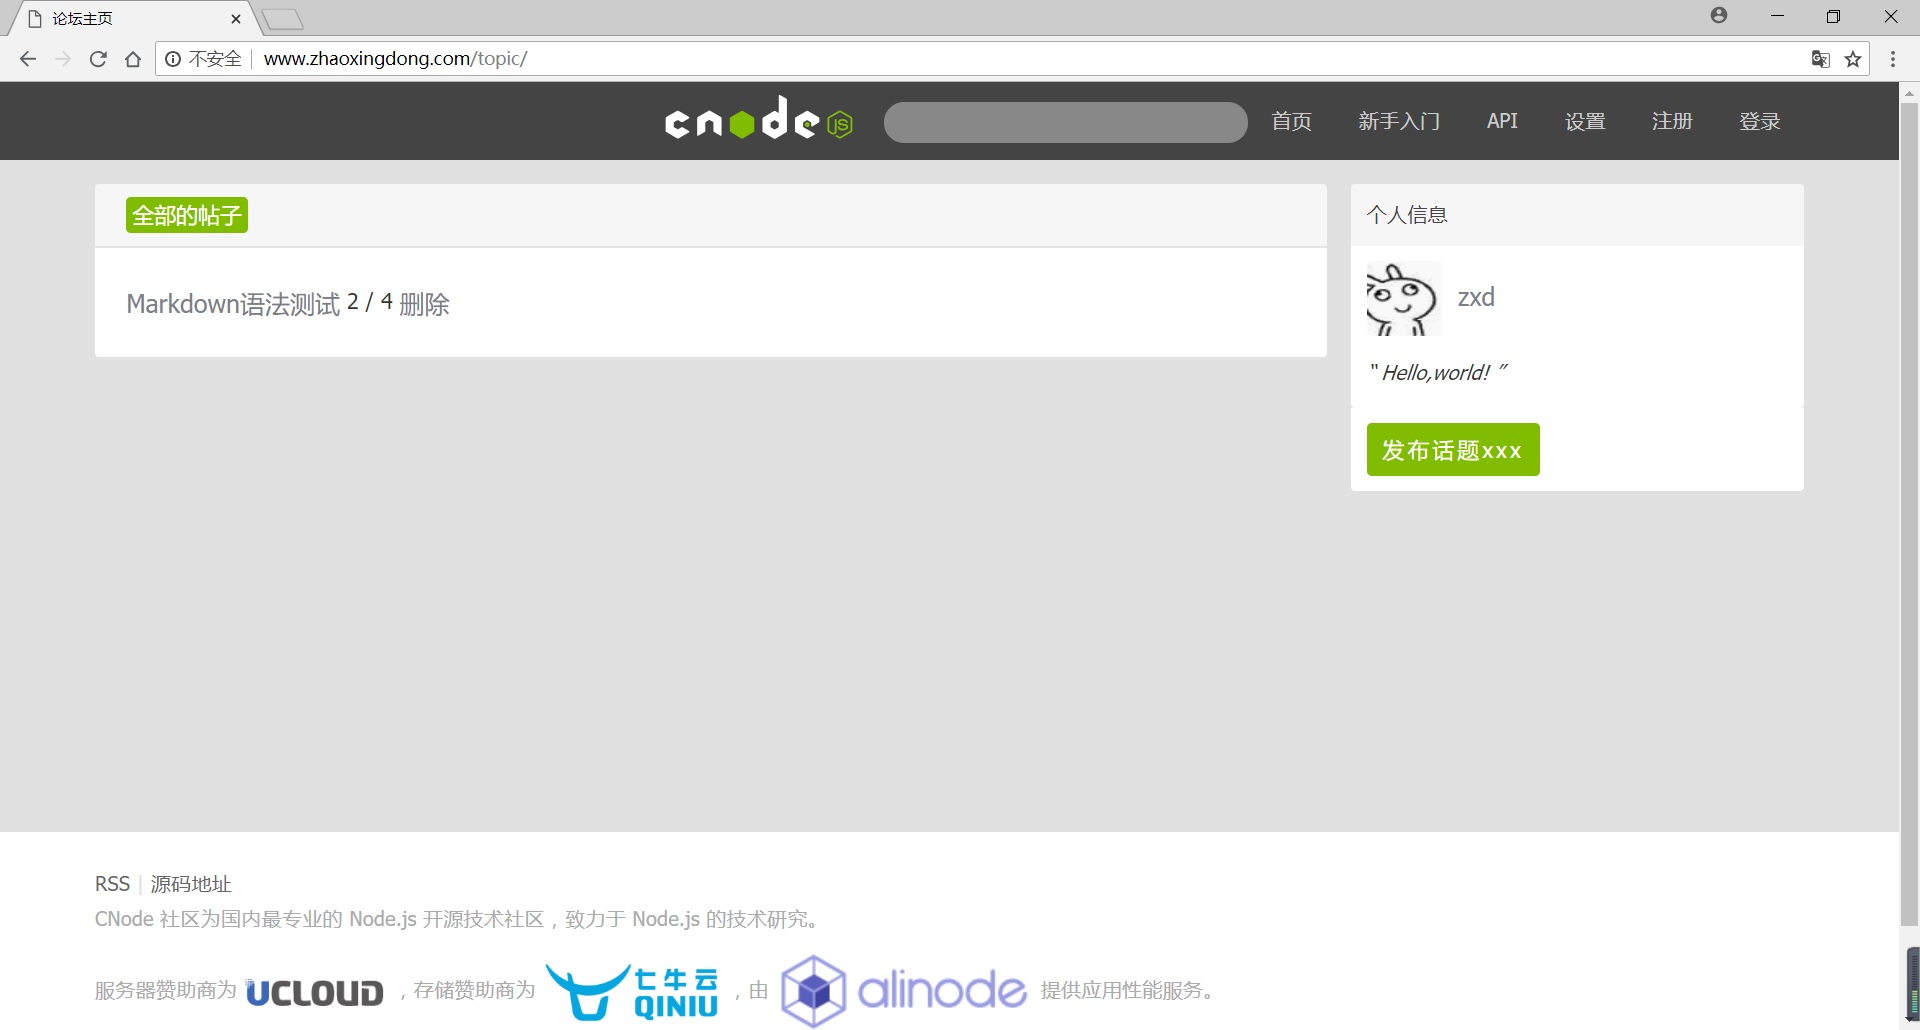 论坛主页
不安全 www.zhaoxingdong.com/topic/
cnode JS 首页 新手入门 API 设置 注册 登录
全部的帖子
Markdown语法测试 2 / 4 删除
个人信息
zxd
" Hello,world! "
发布话题xxx
RSS | 源码地址
CNode 社区为国内最专业的 Node.js 开源技术社区，致力于 Node.js 的技术研究。
服务器赞助商为 UCLOUD ，存储赞助商为 七牛云 QINIU ，由 alinode 提供应用性能服务。